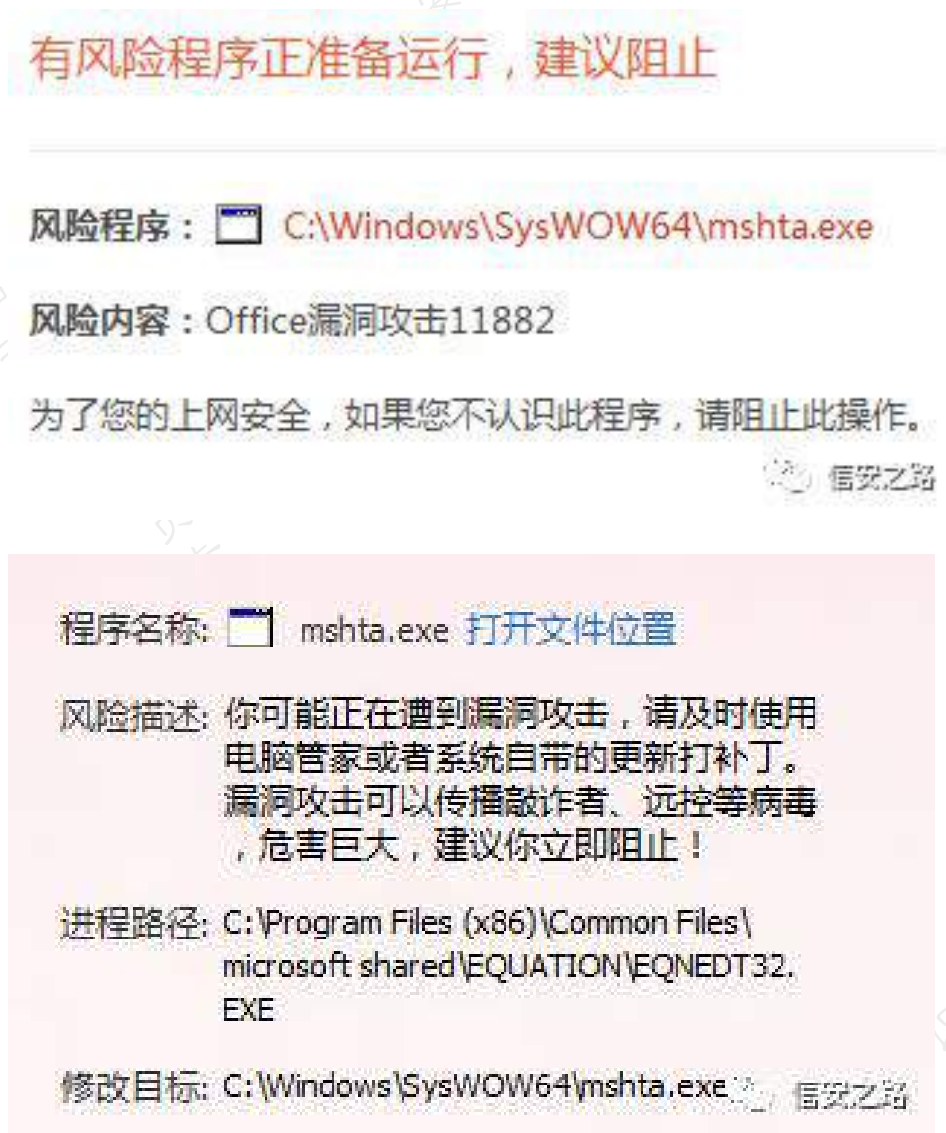 有风险程序正准备运行，建议阻止
风险程序： C:\Windows\SysWOW64\mshta.exe
风险内容：Office漏洞攻击11882
为了您的上网安全，如果您不认识此程序，请阻止此操作。
信安之路
程序名称: mshta.exe 打开文件位置
风险描述: 你可能正在遭到漏洞攻击，请及时使用
电脑管家或者系统自带的更新打补丁。
漏洞攻击可以传播敲诈者、远控等病毒
，危害巨大，建议你立即阻止！
进程路径: C:\Program Files (x86)\Common Files\
microsoft shared\EQUATION\EQNEDT32.
EXE
修改目标: C:\Windows\SysWOW64\mshta.exe
信安之路